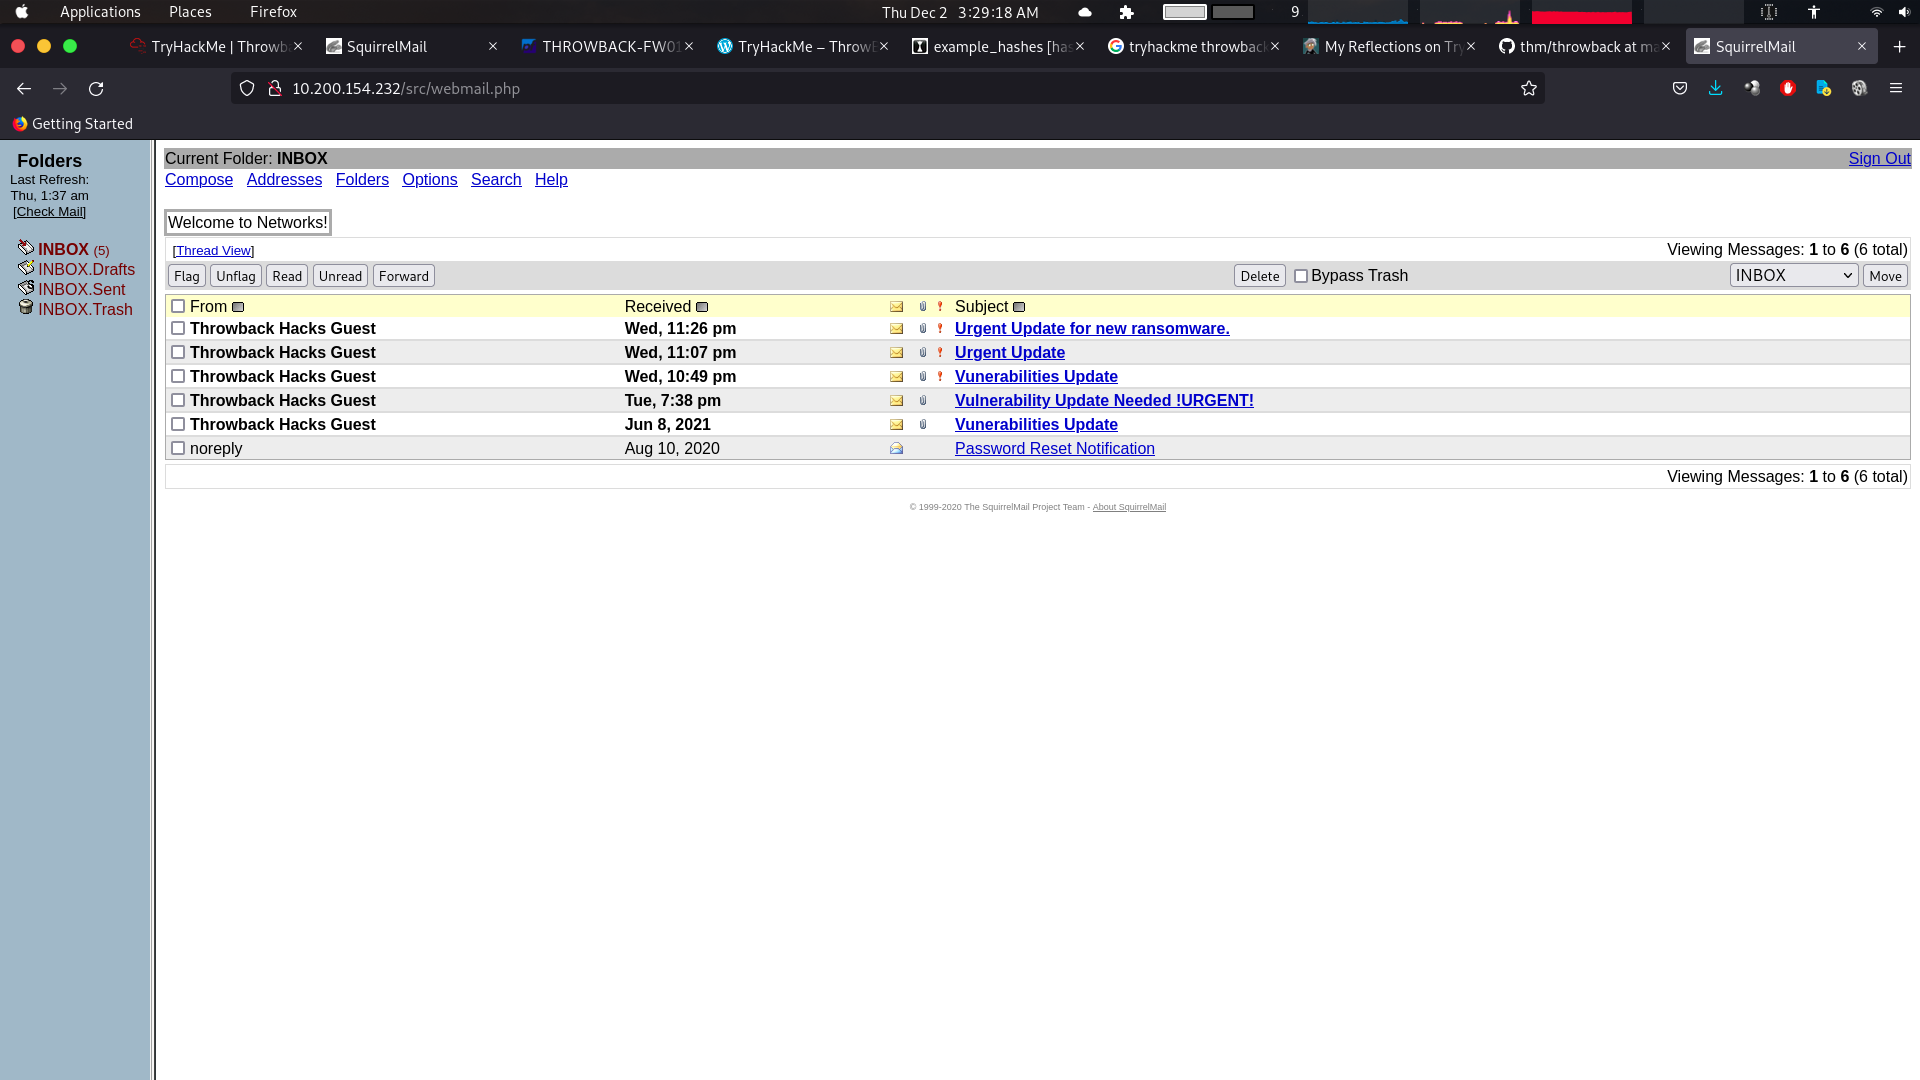 Applications Places Firefox Thu Dec 2 3:29:18 AM 9
TryHackMe | Throwb SquirrelMail THROWBACK-FW01 TryHackMe – Throw example_hashes [has tryhackme throwback My Reflections on Try thm/throwback at ma SquirrelMail
10.200.154.232/src/webmail.php
Getting Started
Folders
Last Refresh:
Thu, 1:37 am
[Check Mail]
INBOX (5)
INBOX.Drafts
INBOX.Sent
INBOX.Trash
Current Folder: INBOX Sign Out
Compose Addresses Folders Options Search Help
Welcome to Networks!
[Thread View] Viewing Messages: 1 to 6 (6 total)
Flag Unflag Read Unread Forward Delete Bypass Trash INBOX Move
From Received Subject
Throwback Hacks Guest Wed, 11:26 pm Urgent Update for new ransomware.
Throwback Hacks Guest Wed, 11:07 pm Urgent Update
Throwback Hacks Guest Wed, 10:49 pm Vunerabilities Update
Throwback Hacks Guest Tue, 7:38 pm Vulnerability Update Needed !URGENT!
Throwback Hacks Guest Jun 8, 2021 Vunerabilities Update
noreply Aug 10, 2020 Password Reset Notification
Viewing Messages: 1 to 6 (6 total)
© 1999-2020 The SquirrelMail Project Team - About SquirrelMail